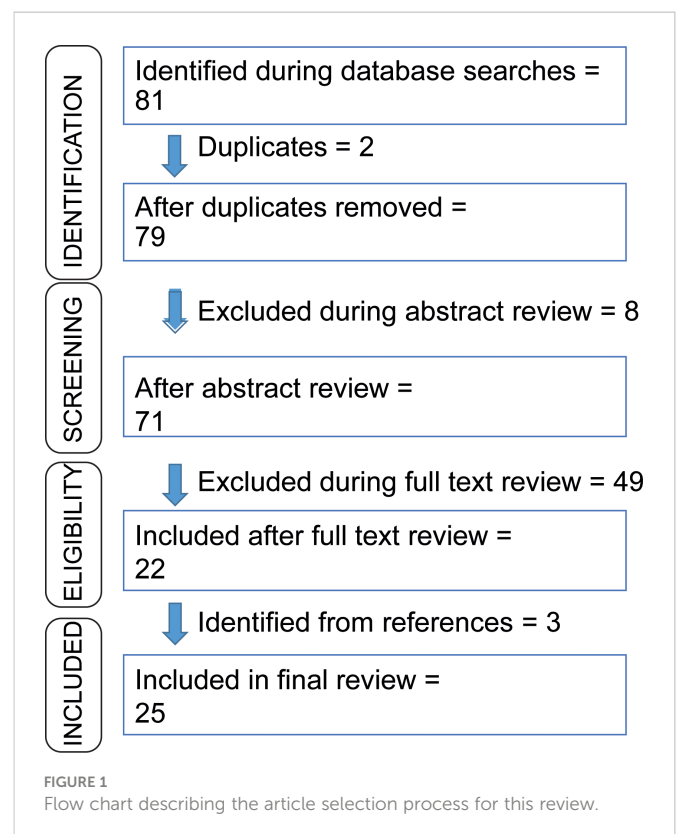 IDENTIFICATION
Identified during database searches =
81
Duplicates = 2
After duplicates removed =
79
SCREENING
Excluded during abstract review = 8
After abstract review =
71
ELIGIBILITY
Excluded during full text review = 49
Included after full text review =
22
INCLUDED
Identified from references = 3
Included in final review =
25
FIGURE 1
Flow chart describing the article selection process for this review.